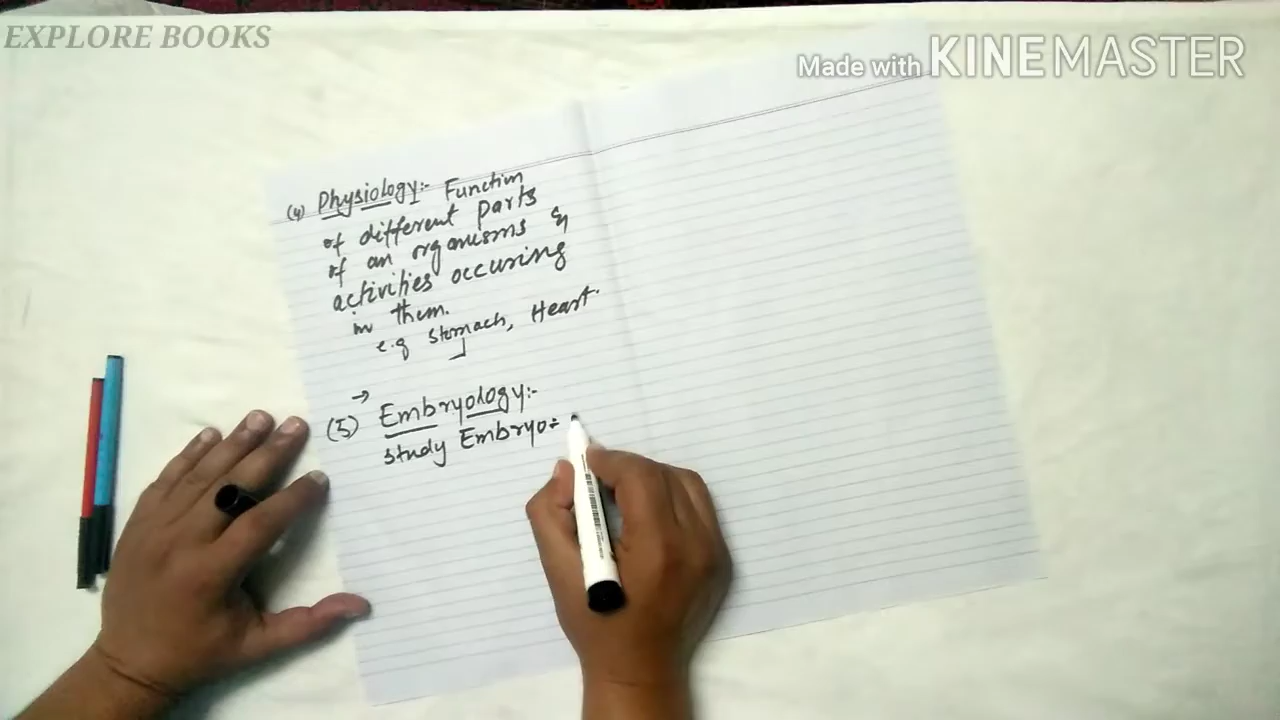 EXPLORE BOOKS
Made with KINEMASTER
(4) Physiology:- Function
of different parts
of an organisms &
activities occuring
in them.
e.g Stomach, Heart.
→
(5) Embryology:-
study Embryo÷